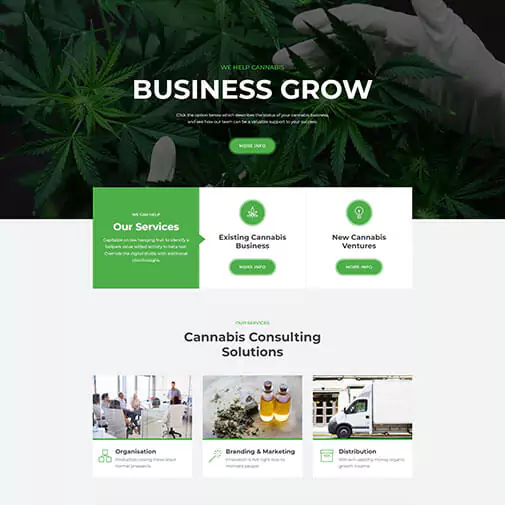 WE HELP CANNABIS
BUSINESS GROW
Click the option below which describes the status of your cannabis business,
and see how our team can be a valuable support to your success.
MORE INFO
WE CAN HELP
Our Services
Capitalize on low hanging fruit to identify a
ballpark value added activity to beta test.
Override the digital divide with additional
clickthroughs.
Existing Cannabis
Business
MORE INFO
New Cannabis
Ventures
MORE INFO
OUR SERVICES
Cannabis Consulting
Solutions
Organisation
Branding & Marketing
Distribution